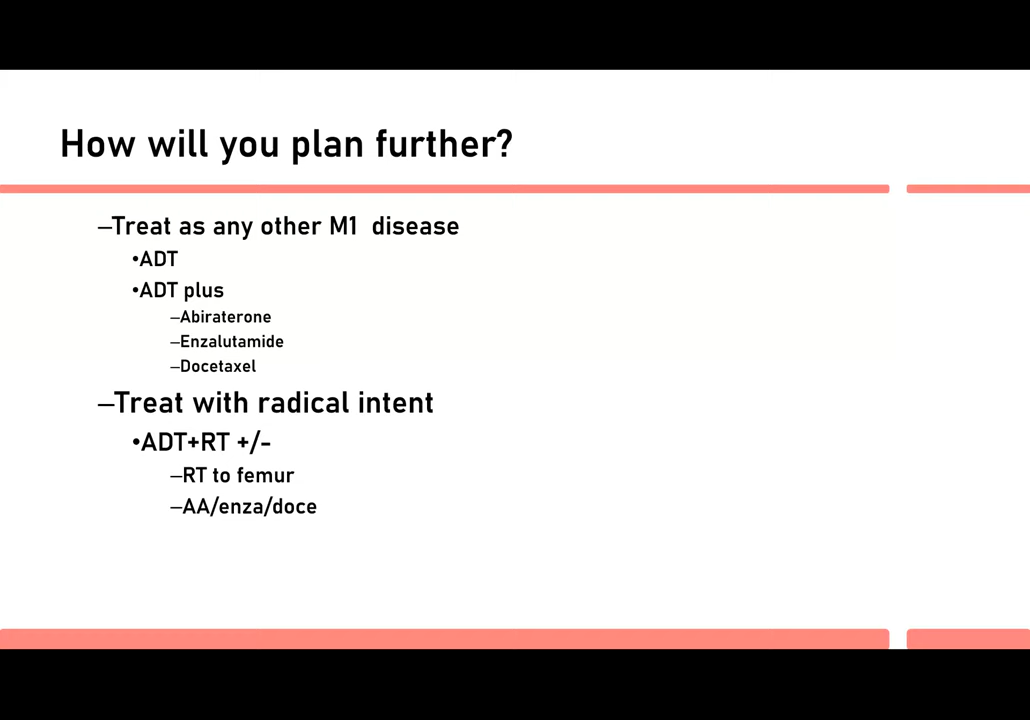 How will you plan further?
–Treat as any other M1 disease
•ADT
•ADT plus
–Abiraterone
–Enzalutamide
–Docetaxel
–Treat with radical intent
•ADT+RT +/-
–RT to femur
–AA/enza/doce